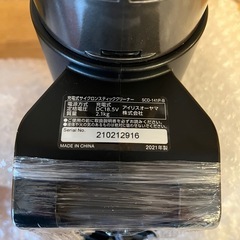 充電式サイクロンスティッククリーナー SCD-141P-B
電源方式 充電式 アイリスオーヤマ
定格電圧 DC18.5V 株式会社
質量 2.1kg
Serial No. 210212916
MADE IN CHINA 2021年製